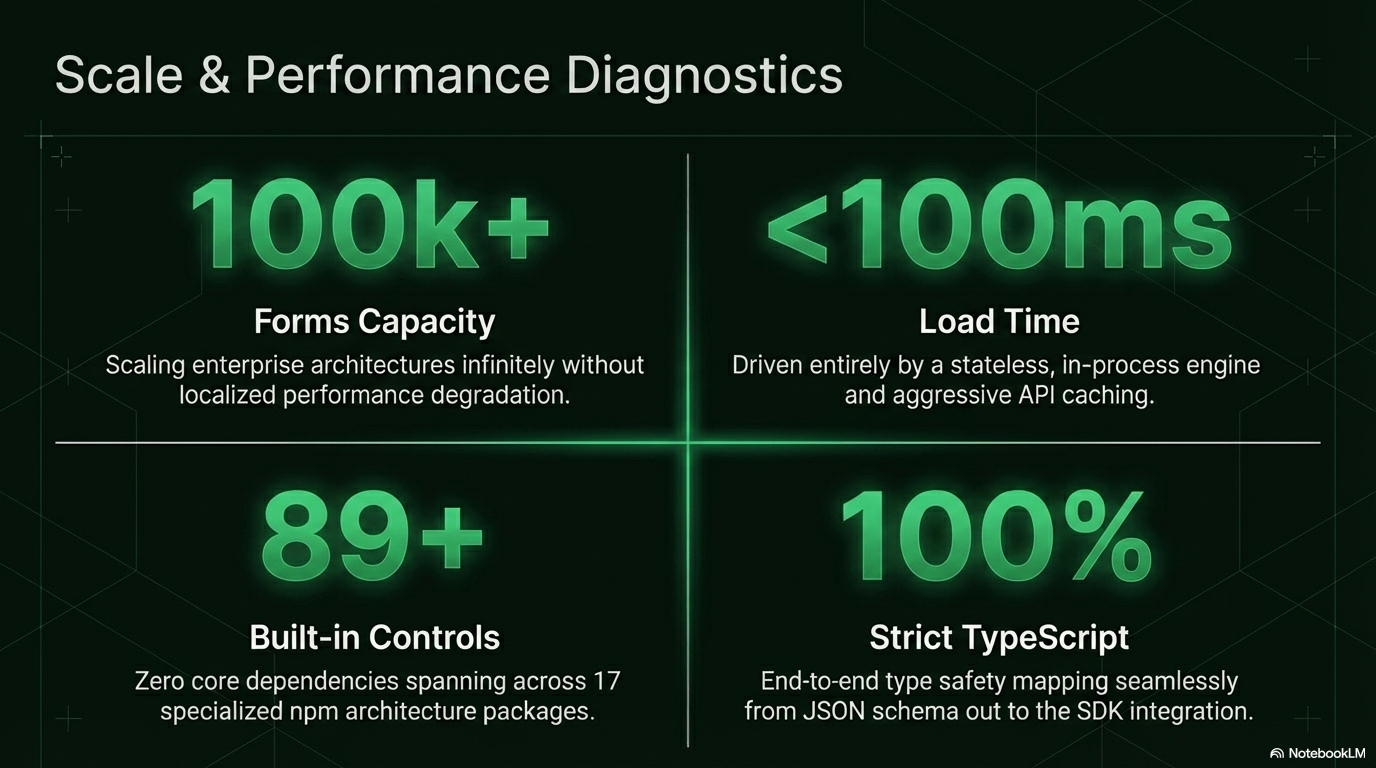 Scale & Performance Diagnostics
100k+
Forms Capacity
Scaling enterprise architectures infinitely without
localized performance degradation.
<100ms
Load Time
Driven entirely by a stateless, in-process engine
and aggressive API caching.
89+
Built-in Controls
Zero core dependencies spanning across 17
specialized npm architecture packages.
100%
Strict TypeScript
End-to-end type safety mapping seamlessly
from JSON schema out to the SDK integration.
NotebookLM